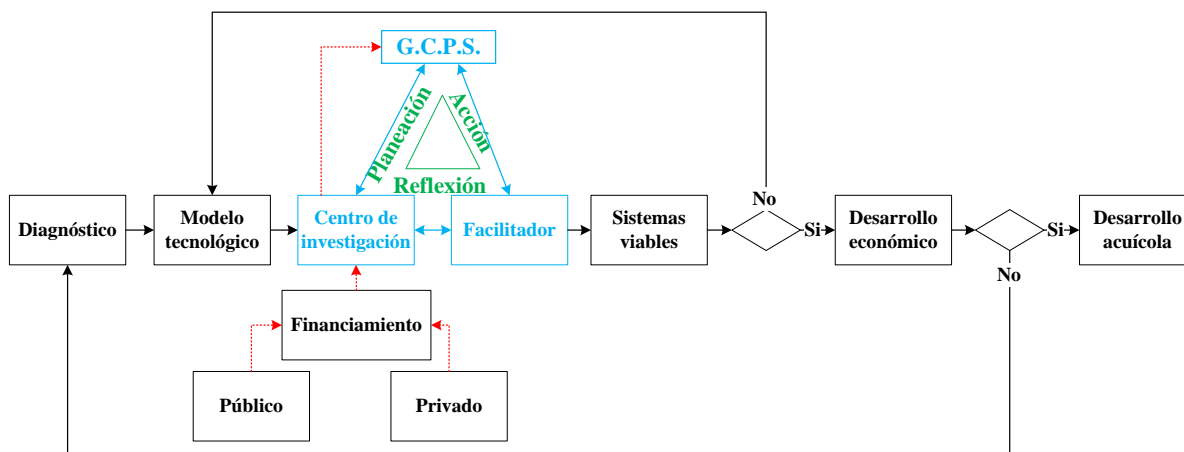 No
G.C.P.S.
Planeación
Acción
Reflexión
Diagnóstico
Modelo
tecnológico
Centro de
investigación
Facilitador
Sistemas
viables
No
Si
Desarrollo
económico
Si
No
Desarrollo
acuícola
Financiamiento
Público
Privado